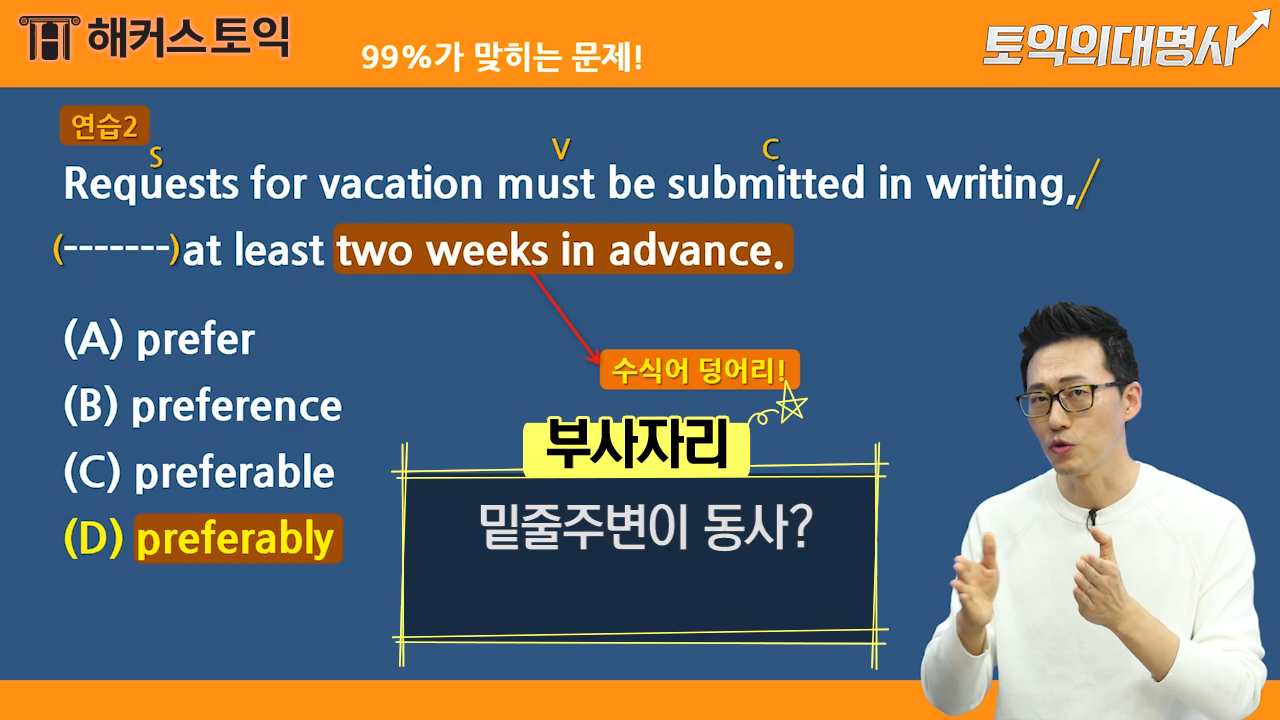 해커스토익
99%가 맞히는 문제!
토익의대명사
연습2
S V C
Requests for vacation must be submitted in writing,/
(-------)at least two weeks in advance.
(A) prefer
(B) preference
(C) preferable
(D) preferably
수식어 덩어리!
부사자리
밑줄주변이 동사?